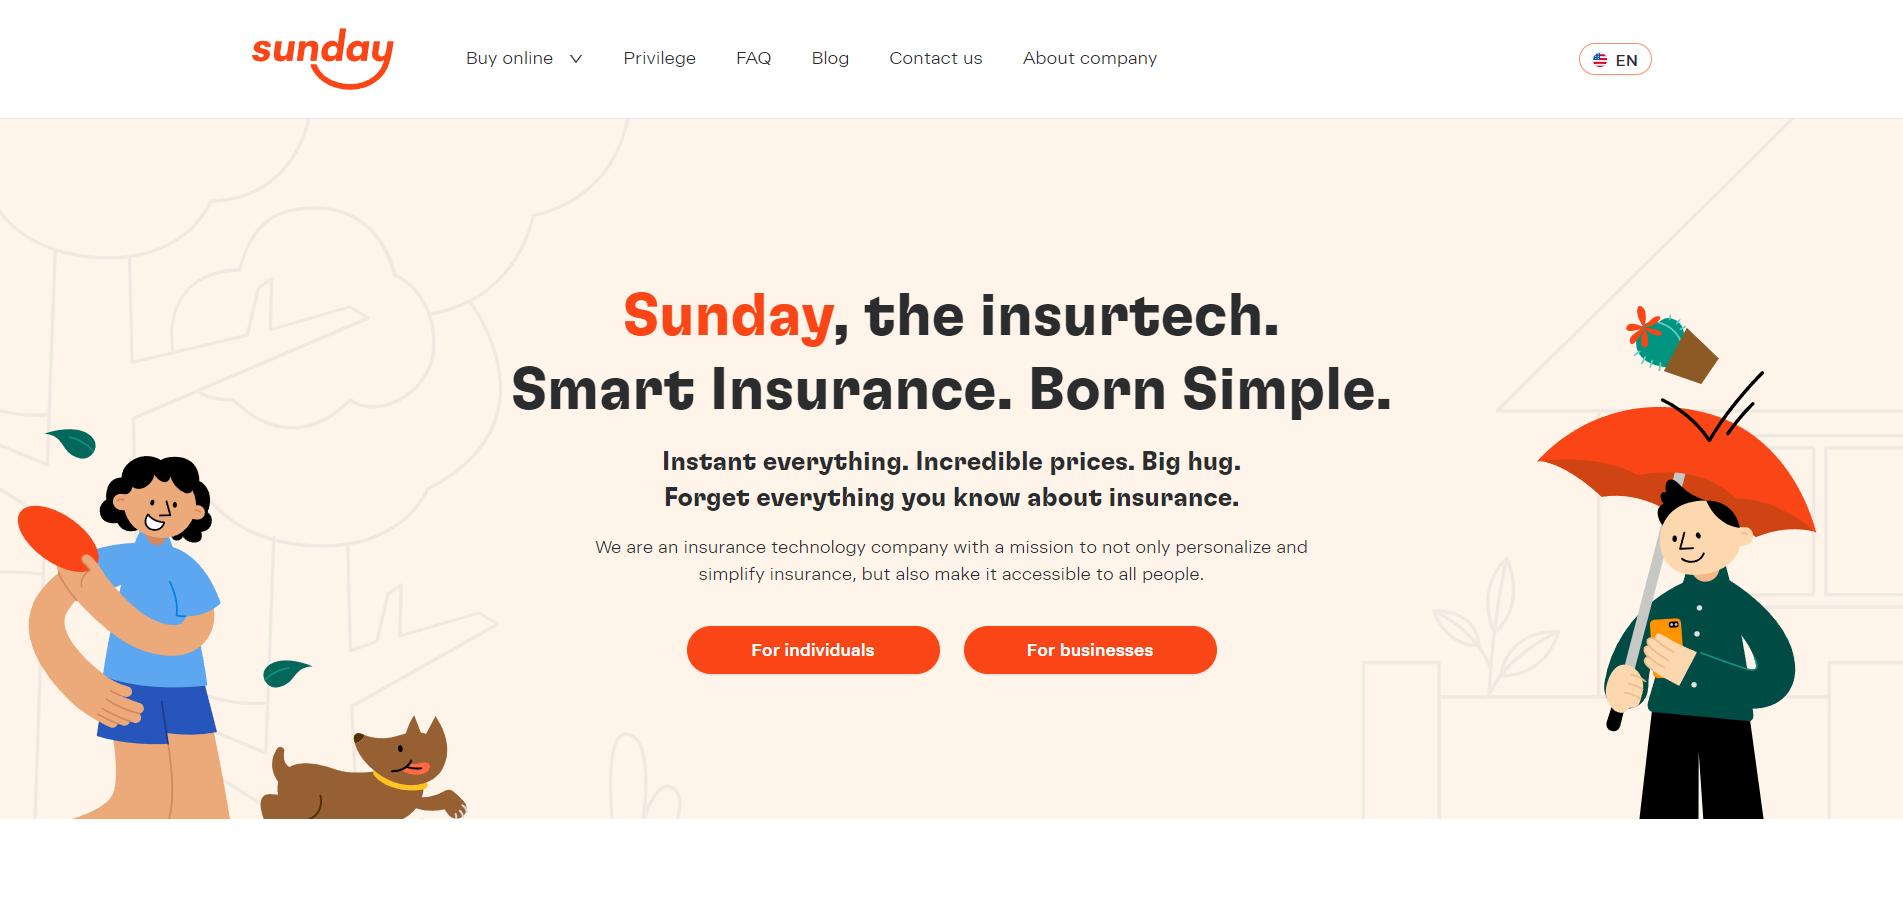 sunday
Buy online
Privilege
FAQ
Blog
Contact us
About company
EN
Sunday, the insurtech.
Smart Insurance. Born Simple.
Instant everything. Incredible prices. Big hug.
Forget everything you know about insurance.
We are an insurance technology company with a mission to not only personalize and
simplify insurance, but also make it accessible to all people.
For individuals
For businesses